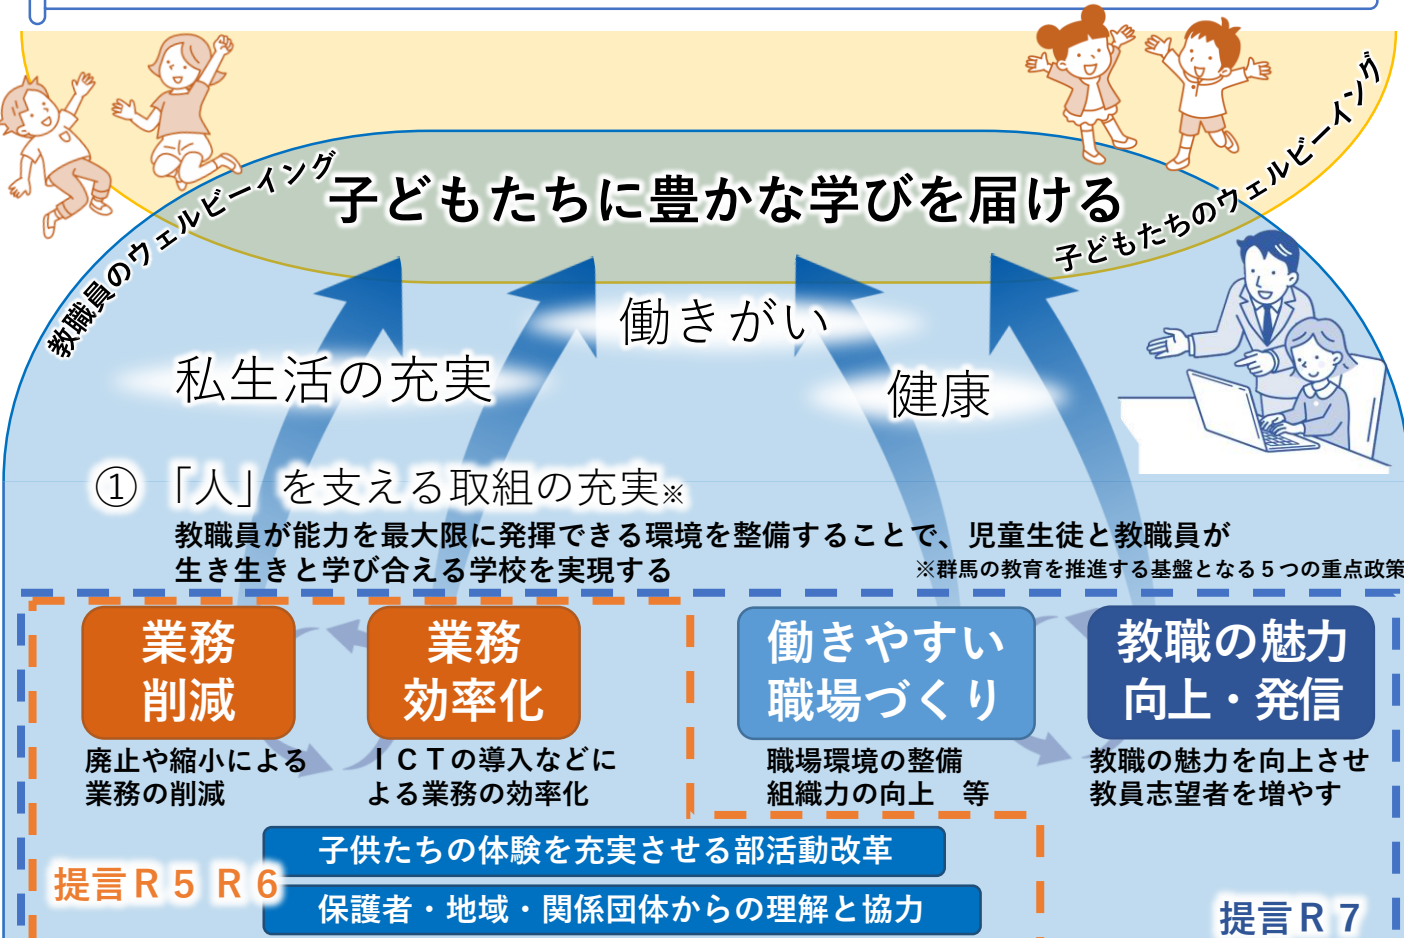 教職員のウェルビーイング
子どもたちに豊かな学びを届ける
子どもたちのウェルビーイング
働きがい
私生活の充実
健康
① 「人」を支える取組の充実※
教職員が能力を最大限に発揮できる環境を整備することで、児童生徒と教職員が
生き生きと学び合える学校を実現する
※群馬の教育を推進する基盤となる５つの重点政策
業務
削減
廃止や縮小による
業務の削減
業務
効率化
ＩＣＴの導入などに
よる業務の効率化
働きやすい
職場づくり
職場環境の整備
組織力の向上　等
教職の魅力
向上・発信
教職の魅力を向上させ
教員志望者を増やす
子供たちの体験を充実させる部活動改革
提言Ｒ５ Ｒ６
保護者・地域・関係団体からの理解と協力
提言Ｒ７